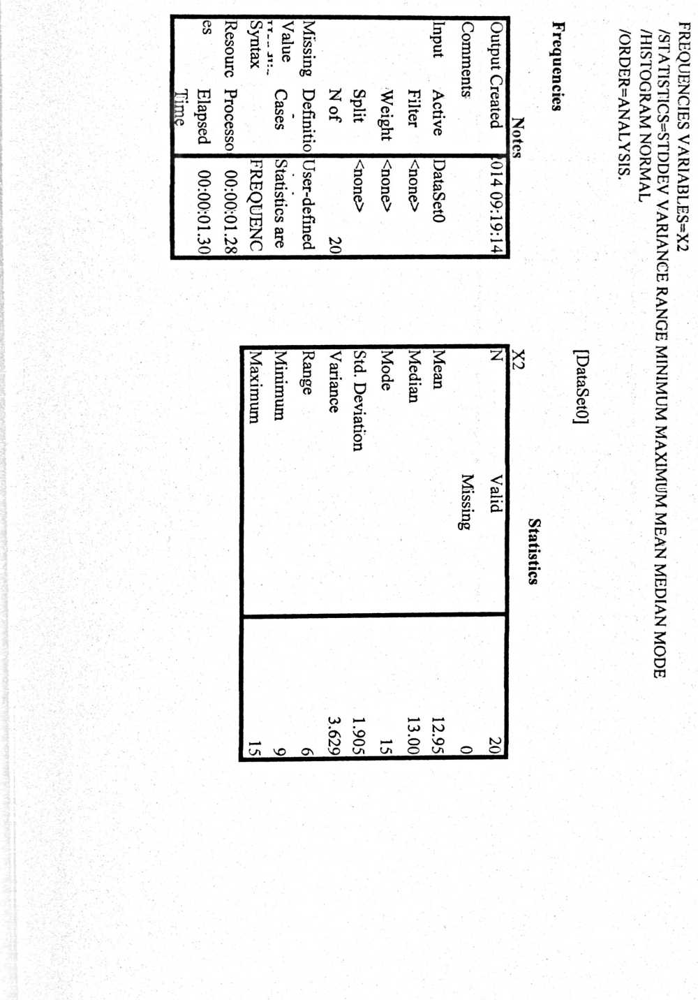 FREQUENCIES VARIABLES=X2
/STATISTICS=STDDEV VARIANCE RANGE MINIMUM MAXIMUM MEAN MEDIAN MODE
/HISTOGRAM NORMAL
/ORDER=ANALYSIS.
[DataSet0]
Frequencies
Notes
Output Created 014 09:19:14
Comments
Input Active DataSet0
Filter <none>
Weight <none>
Split <none>
N of 20
Missing Definitio User-defined
Value Cases Statistics are
Syntax FREQUENC
Resourc Processo 00:00:01.28
es Elapsed 00:00:01.30
Time
Statistics
X2
N Valid 20
Missing 0
Mean 12.95
Median 13.00
Mode 15
Std. Deviation 1.905
Variance 3.629
Range 6
Minimum 9
Maximum 15